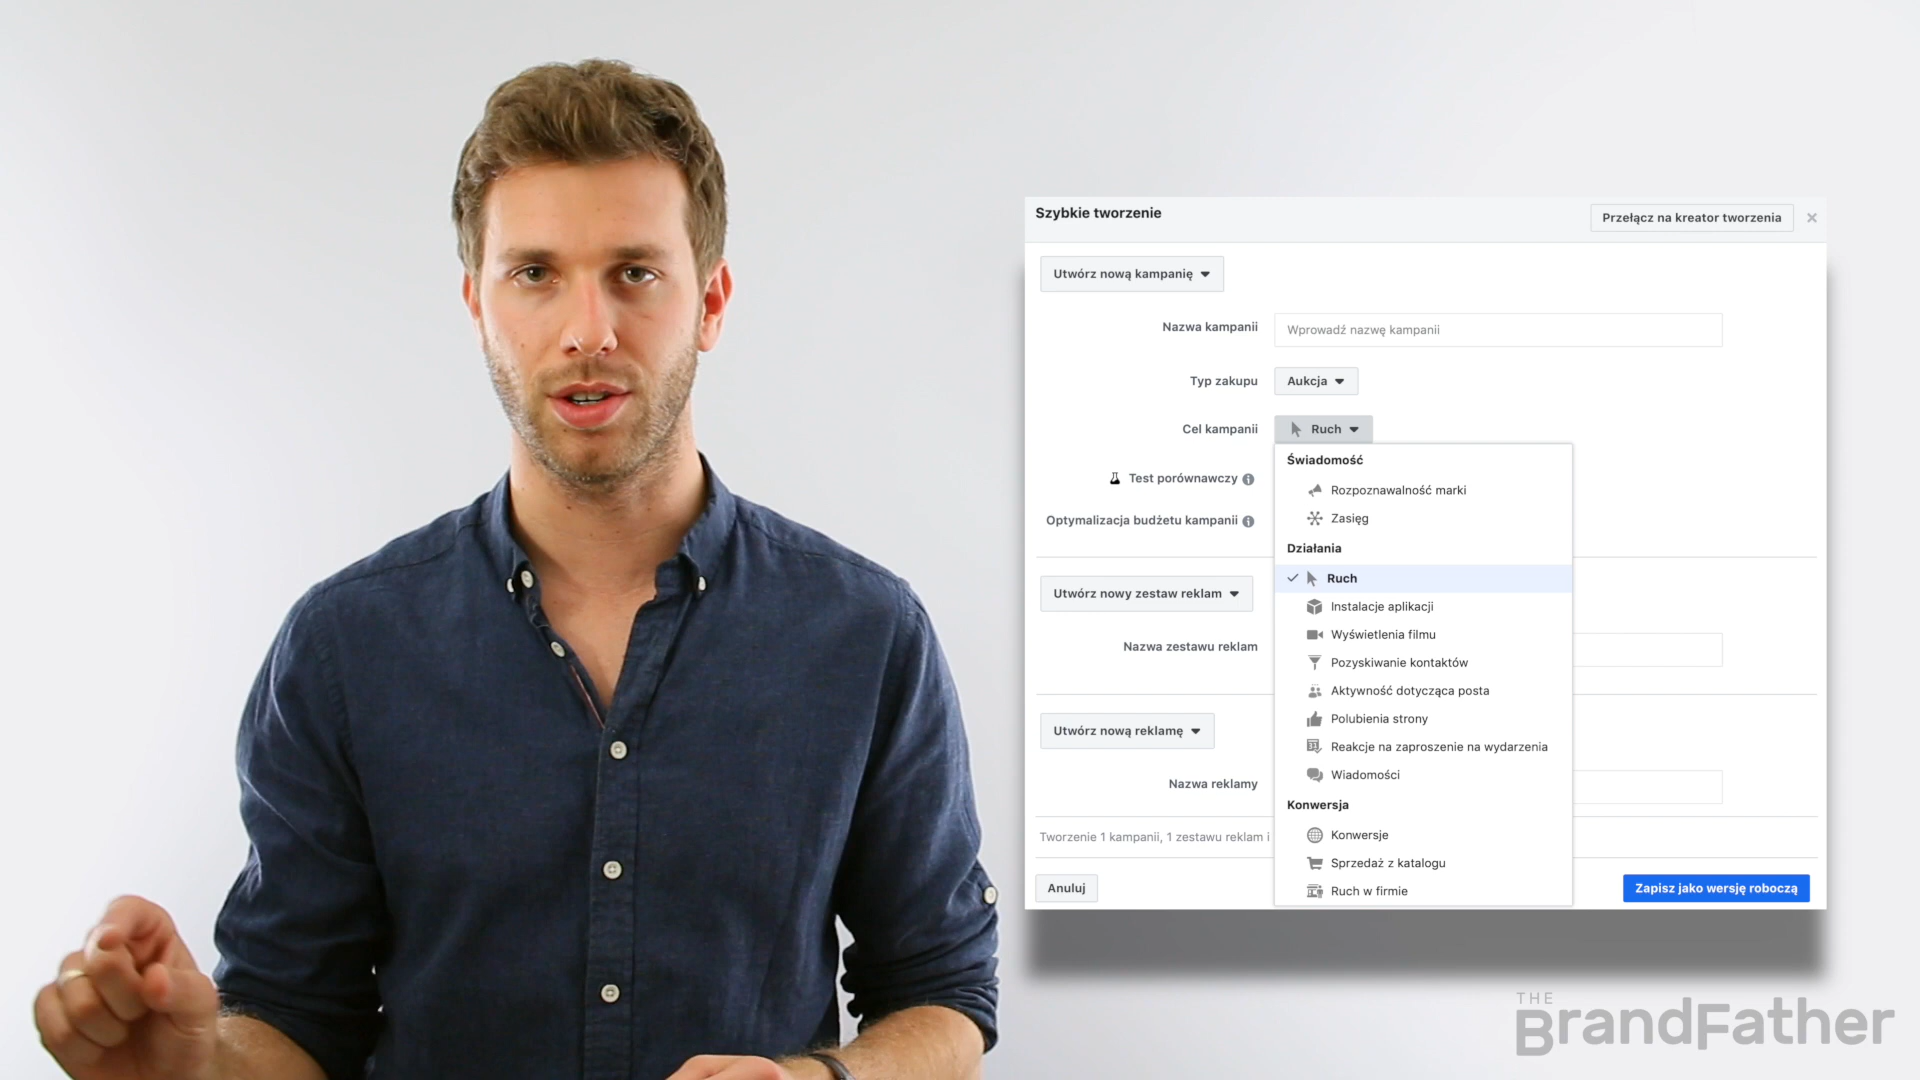 Szybkie tworzenie
Przełącz na kreator tworzenia
Utwórz nową kampanię
Nazwa kampanii
Wprowadź nazwę kampanii
Typ zakupu
Aukcja
Cel kampanii
Ruch
Świadomość
Test porównawczy
Rozpoznawalność marki
Zasięg
Optymalizacja budżetu kampanii
Działania
Ruch
Utwórz nowy zestaw reklam
Instalacje aplikacji
Wyświetlenia filmu
Nazwa zestawu reklam
Pozyskiwanie kontaktów
Aktywność dotycząca posta
Polubienia strony
Utwórz nową reklamę
Reakcje na zaproszenie na wydarzenia
Wiadomości
Nazwa reklamy
Konwersja
Tworzenie 1 kampanii, 1 zestawu reklam i
Konwersje
Sprzedaż z katalogu
Ruch w firmie
Anuluj
Zapisz jako wersję roboczą
THE
BrandFather